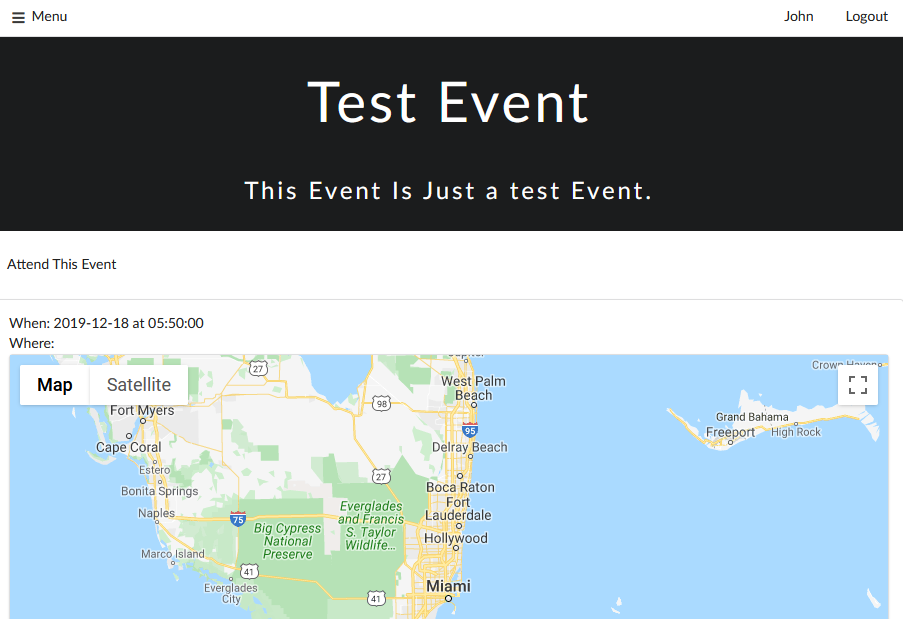 Menu
John
Logout
Test Event
This Event Is Just a test Event.
Attend This Event
When: 2019-12-18 at 05:50:00
Where:
Map
Satellite
27
98
West Palm
Beach
95
Fort Myers
Cape Coral
Estero
Bonita Springs
Naples
75
Marco Island
41
Everglades
City
41
27
Delray Beach
Boca Raton
Fort
Lauderdale
Hollywood
Miami
Everglades
and Francis
S. Taylor
Wildlife...
Big Cypress
National
Preserve
Grand Bahama
Freeport
High Rock